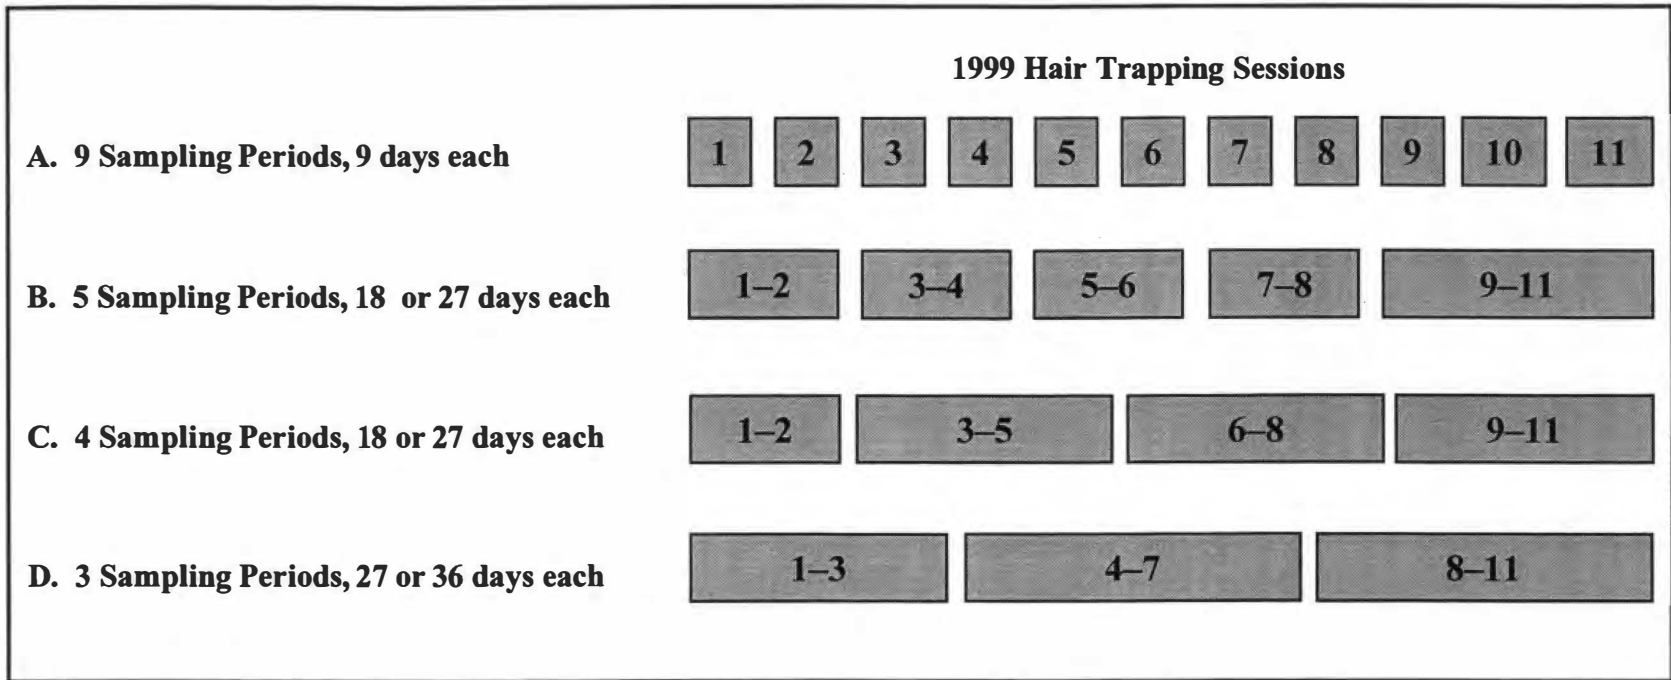 1999 Hair Trapping Sessions
A. 9 Sampling Periods, 9 days each 1 2 3 4 5 6 7 8 9 10 11
B. 5 Sampling Periods, 18 or 27 days each 1–2 3–4 5–6 7–8 9–11
C. 4 Sampling Periods, 18 or 27 days each 1–2 3–5 6–8 9–11
D. 3 Sampling Periods, 27 or 36 days each 1–3 4–7 8–11